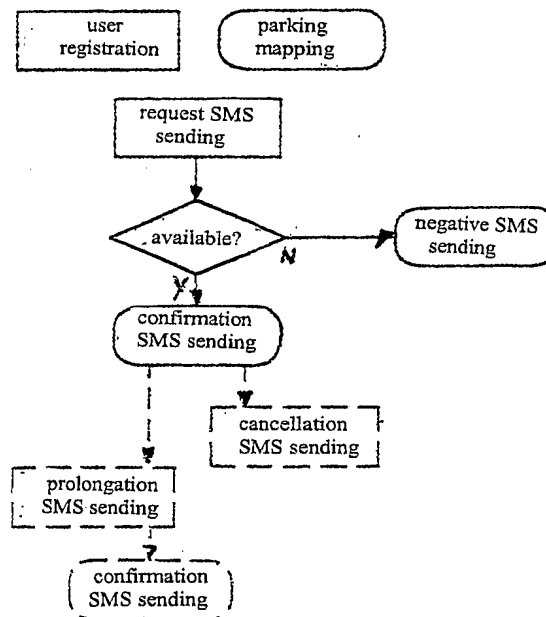 user
registration
parking
mapping
request SMS
sending
available?
N
negative SMS
sending
Y
confirmation
SMS sending
cancellation
SMS sending
prolongation
SMS sending
confirmation
SMS sending